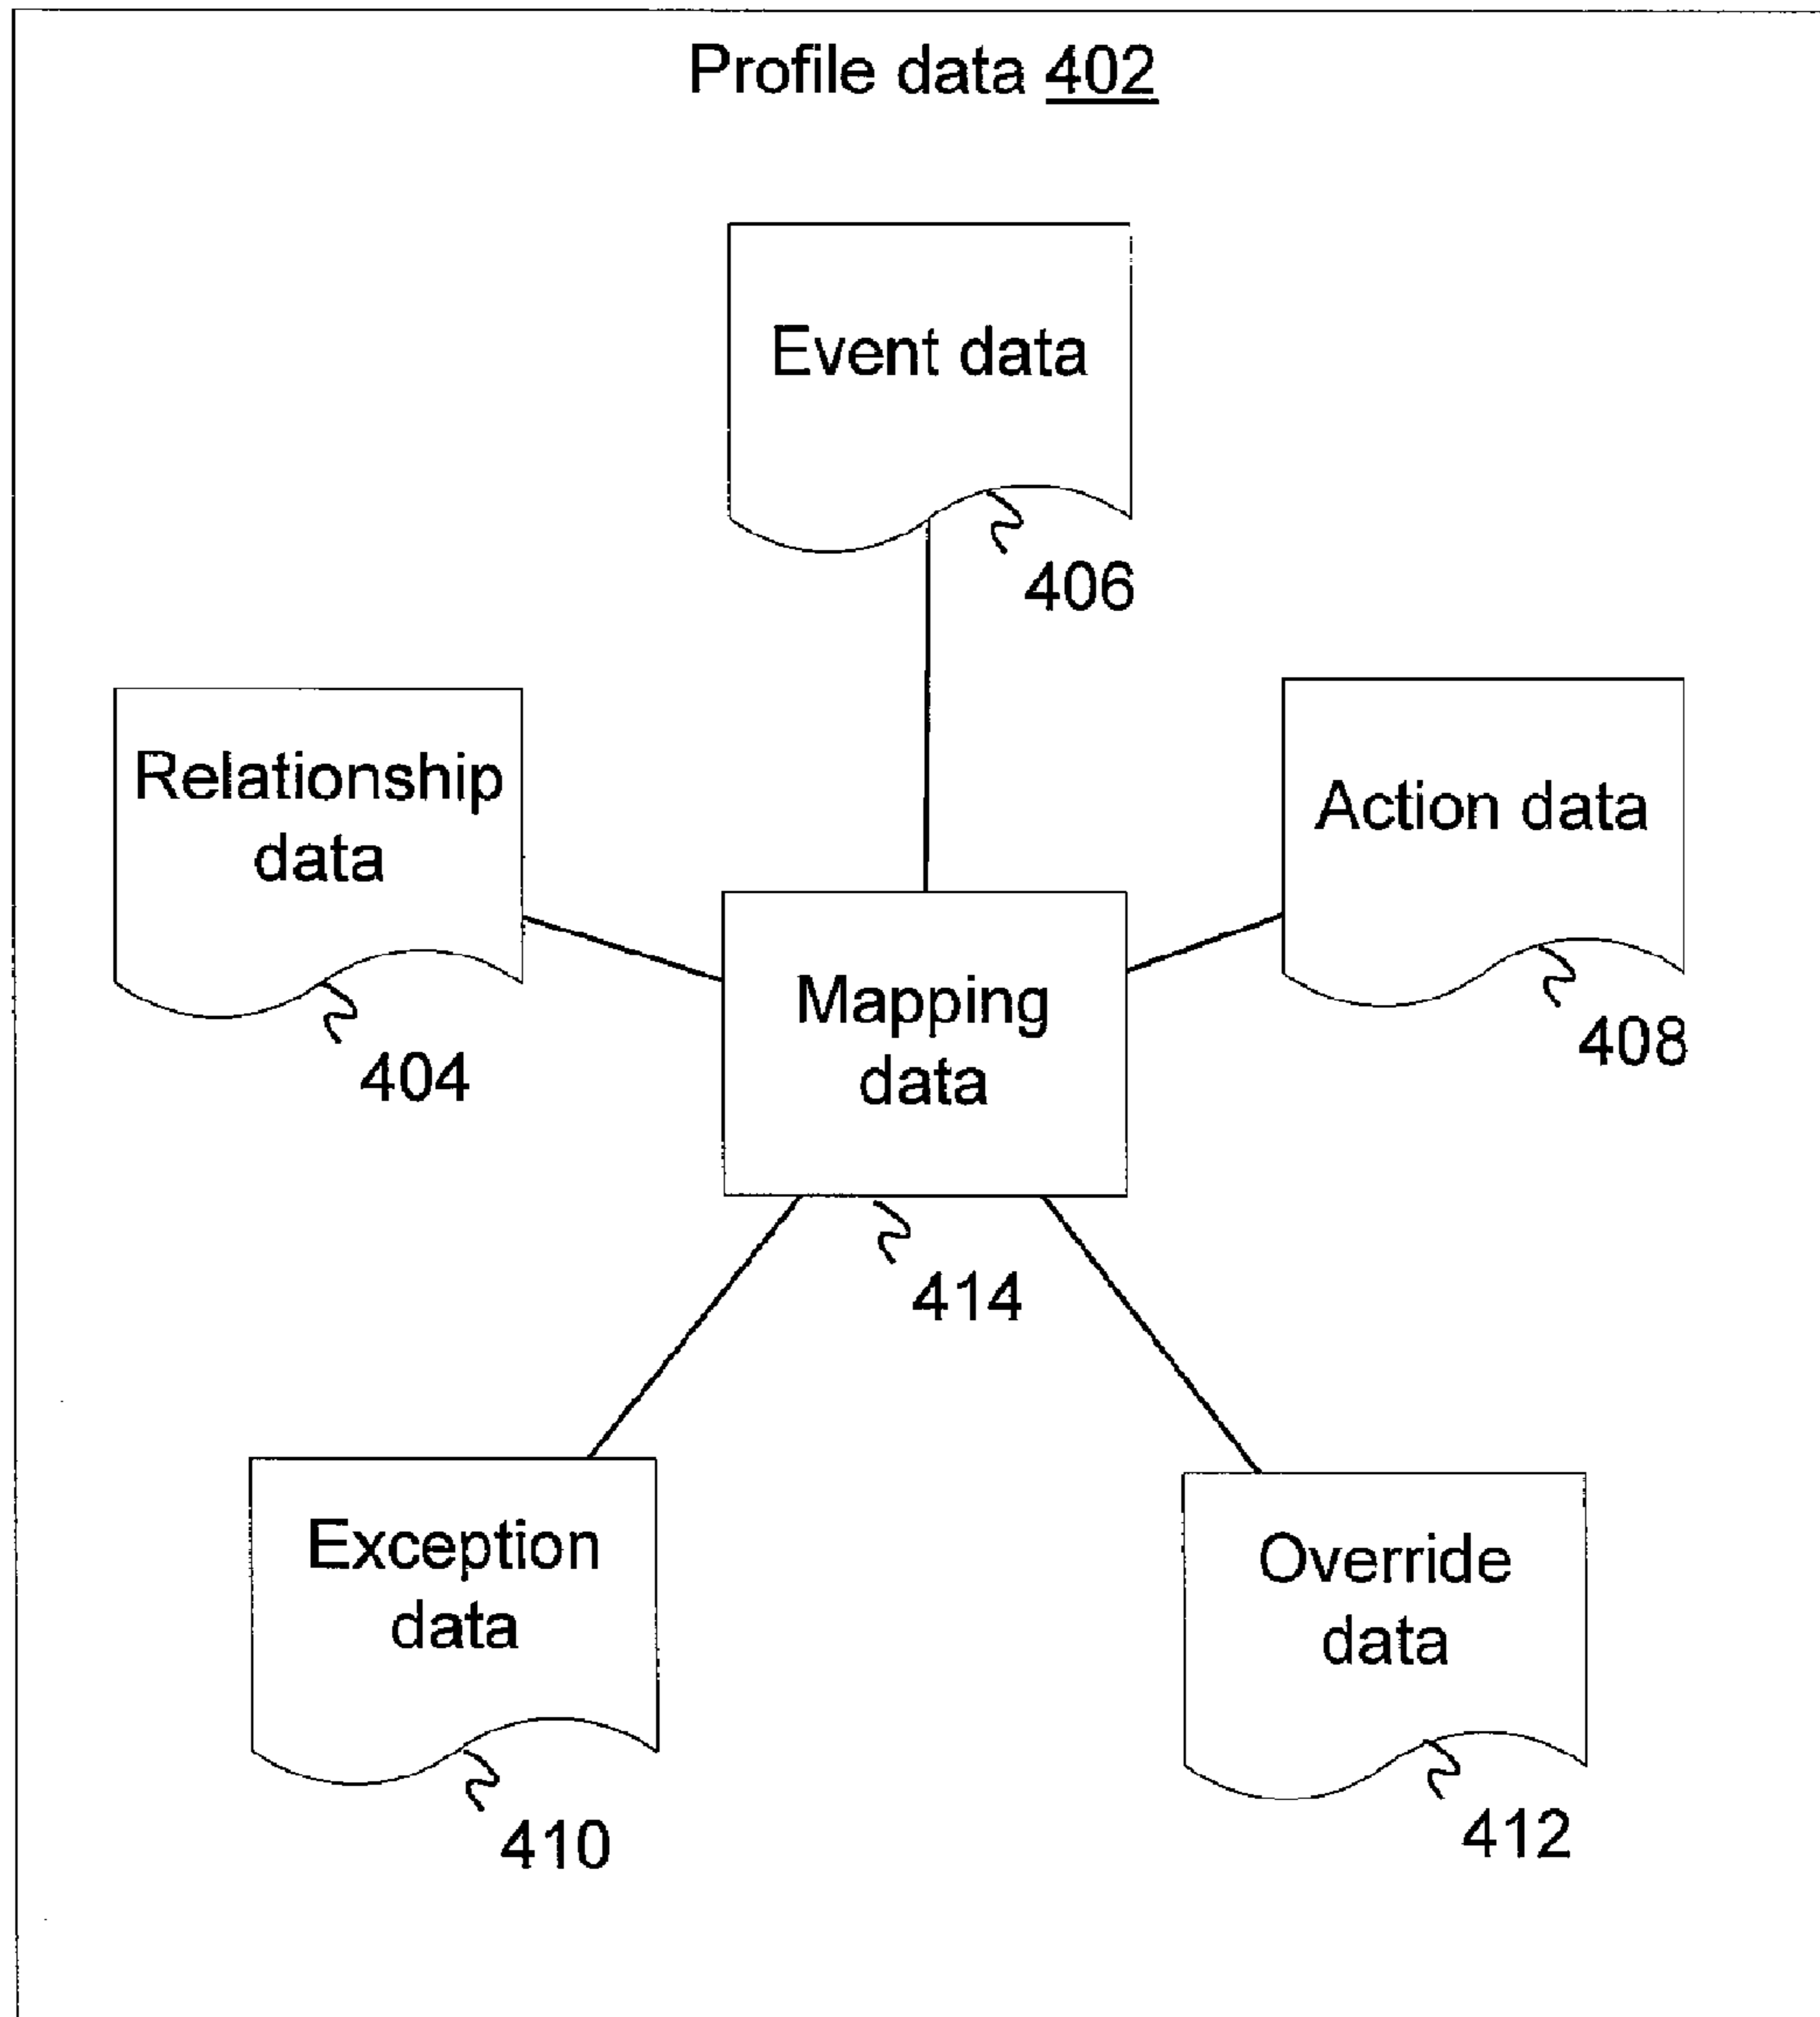 Profile data 402
Event data
406
Relationship
data
404
Action data
408
Mapping
data
414
Exception
data
410
Override
data
412